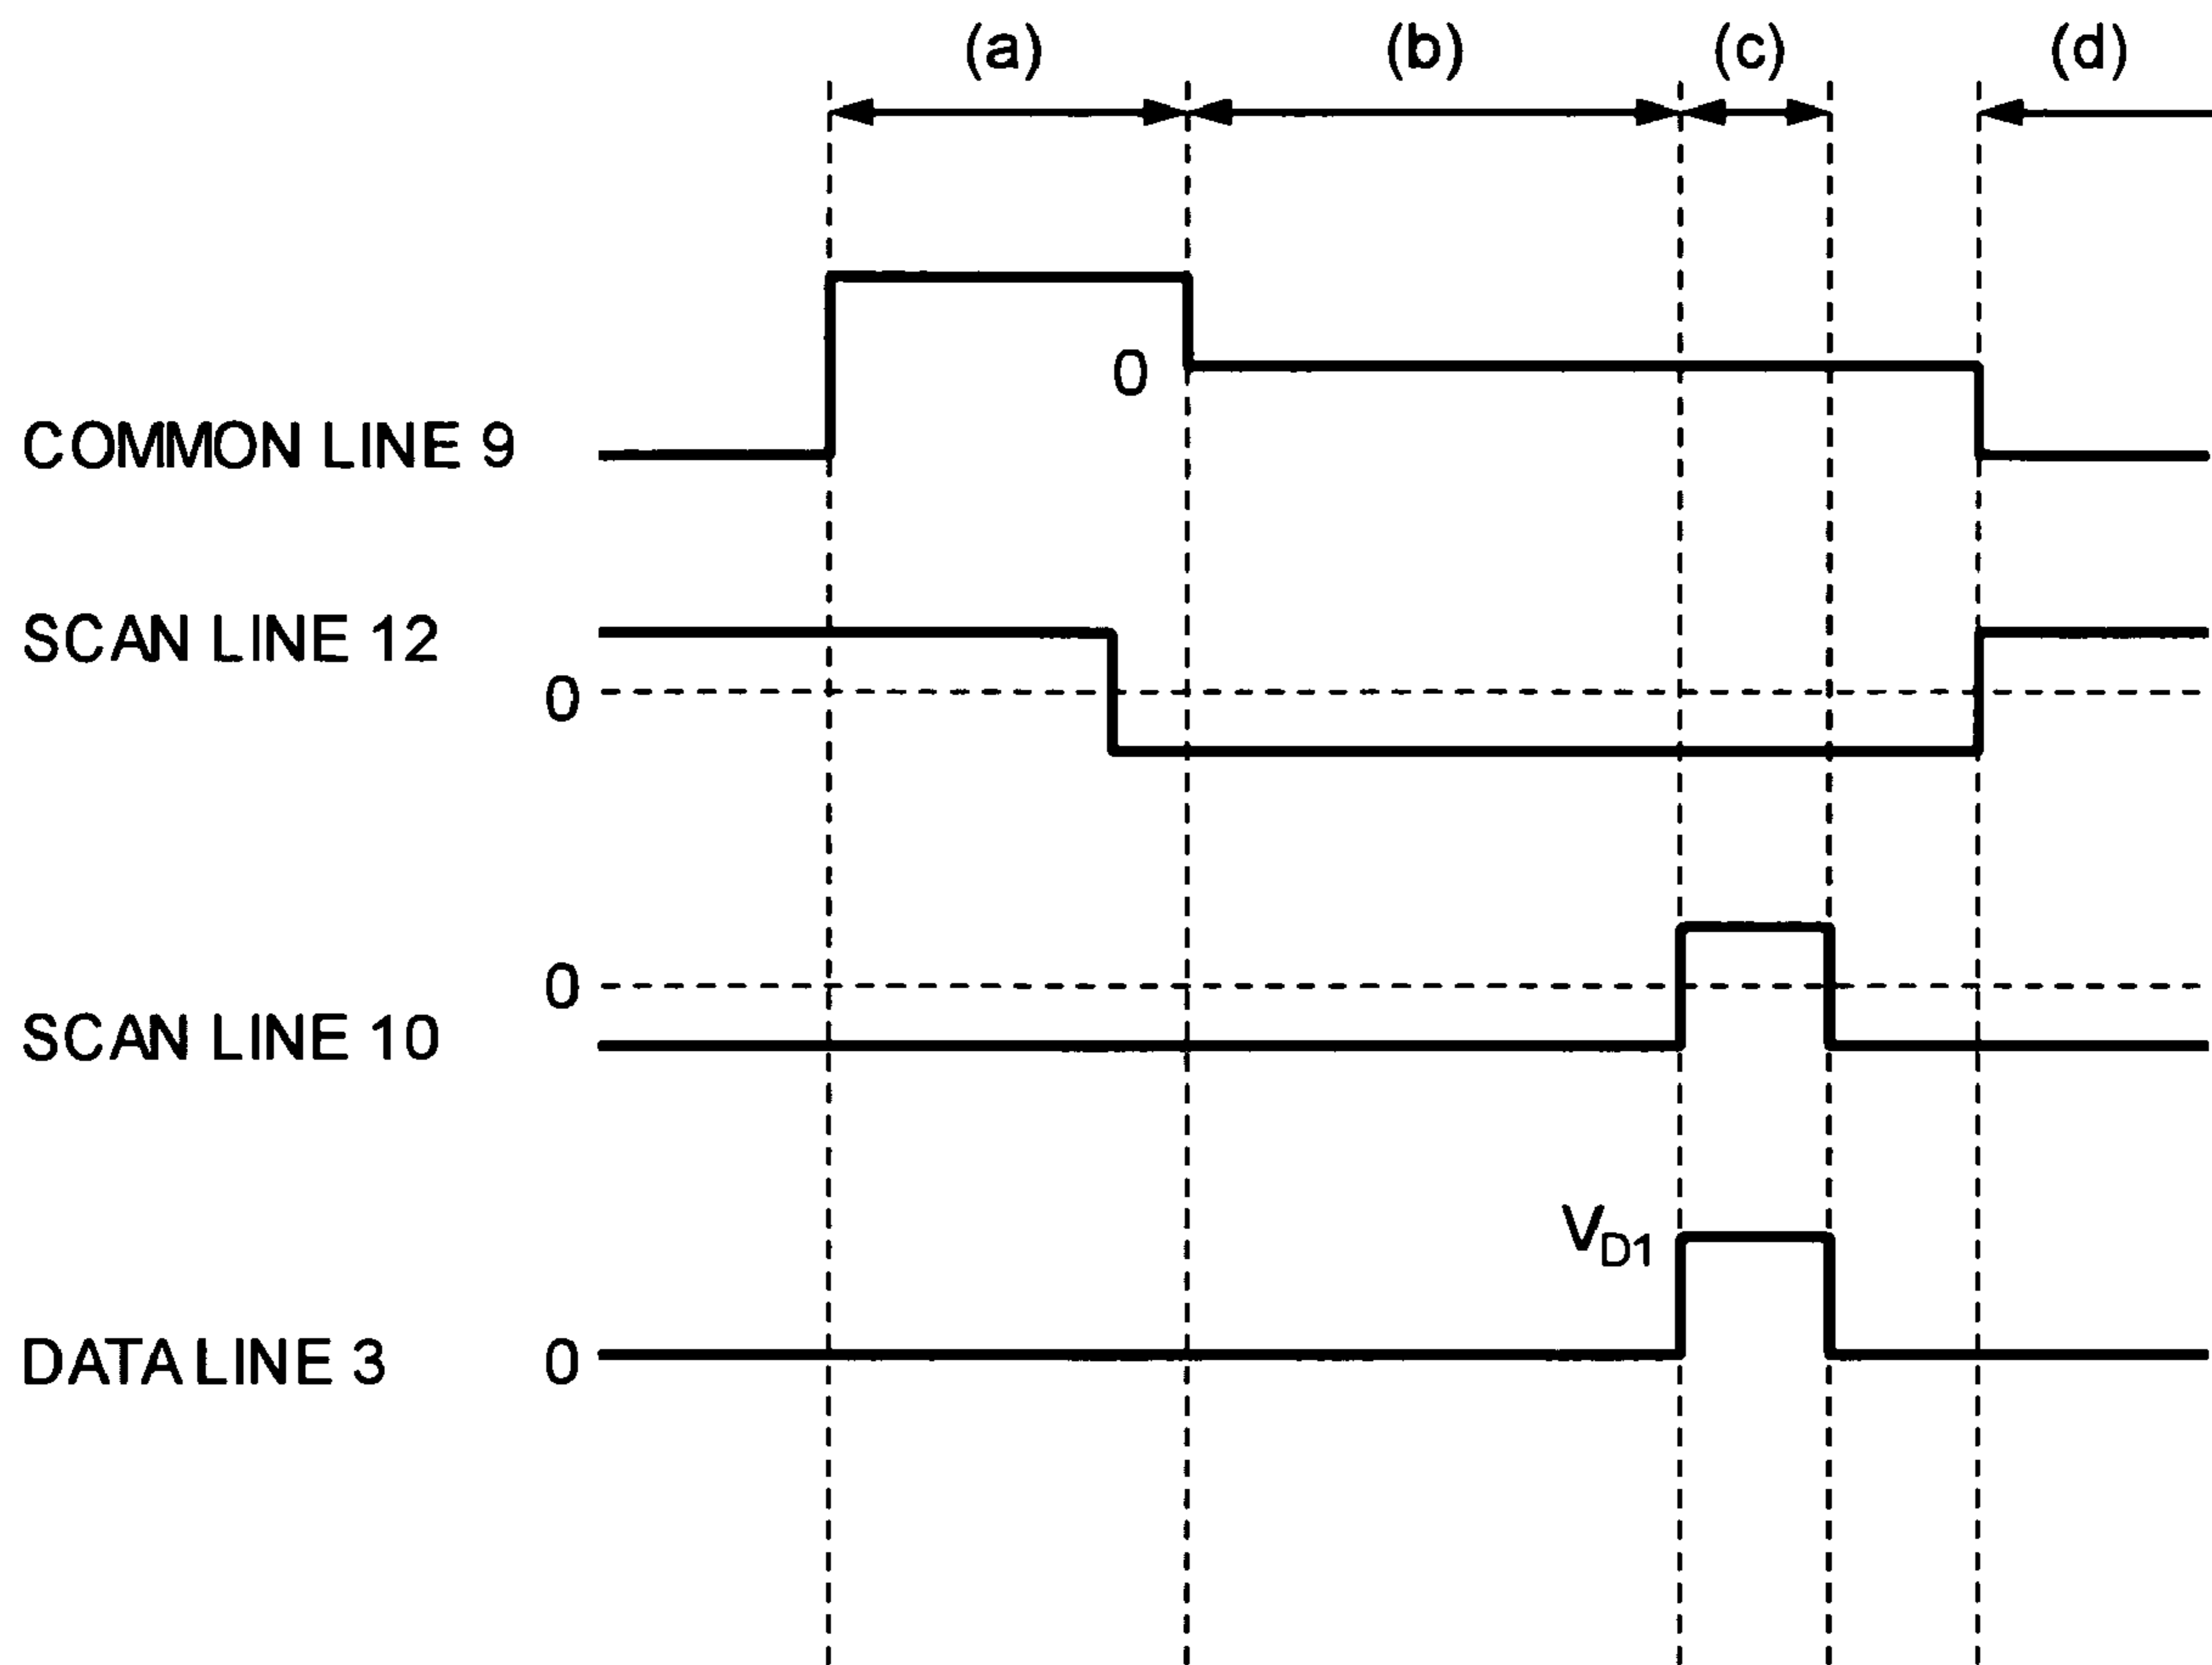 (a) (b) (c) (d)
0
COMMON LINE 9
SCAN LINE 12
0
0
SCAN LINE 10
VD1
DATA LINE 3 0